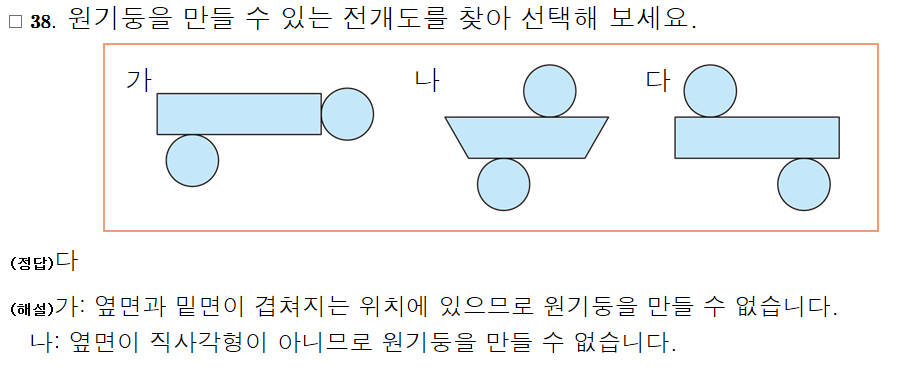 □ 38. 원기둥을 만들 수 있는 전개도를 찾아 선택해 보세요.
가 나 다
(정답)다
(해설)가: 옆면과 밑면이 겹쳐지는 위치에 있으므로 원기둥을 만들 수 없습니다.
나: 옆면이 직사각형이 아니므로 원기둥을 만들 수 없습니다.